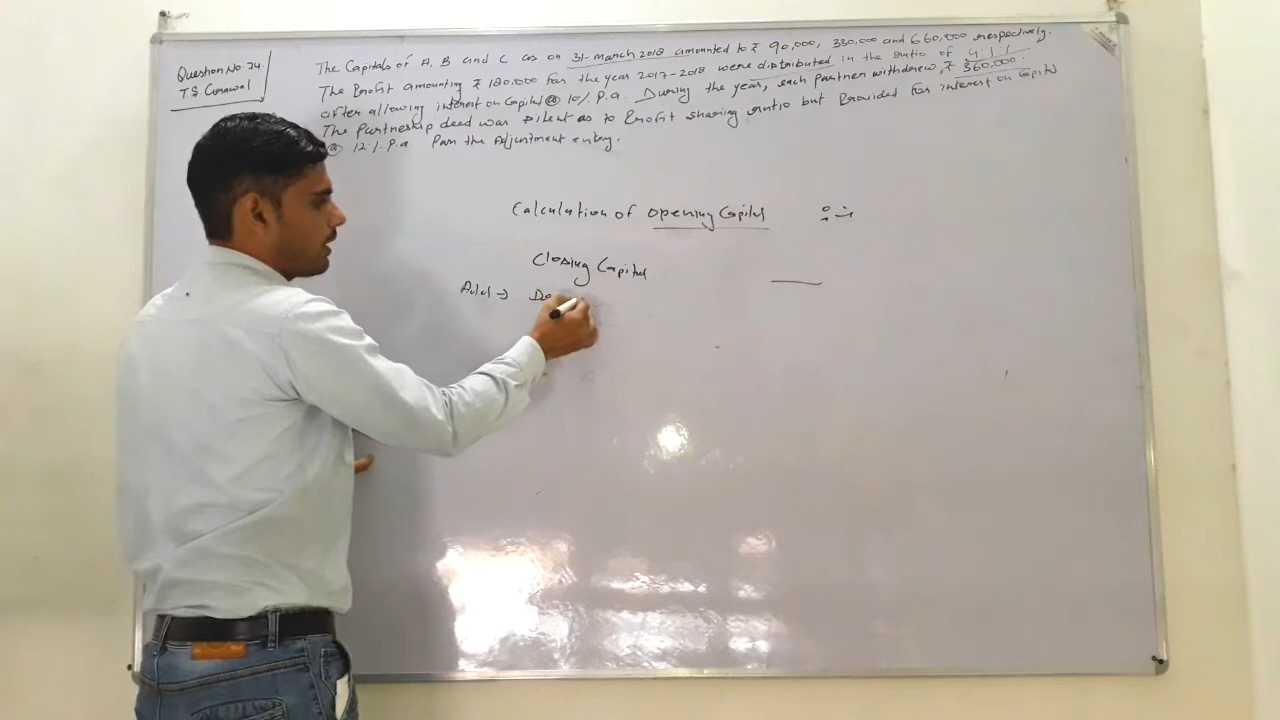 Question No. 34.
TS Grewal
The Capitals of A, B and C as on 31-march 2018 amounted to ₹ 90,000, 330,000 and 660,000 respectively.
The Profit amounting ₹ 180,000 for the year 2017-2018 were distributed in the ratio of 4:1:1
after allowing interest on Capital @ 10% P.a. During the year, each Partner withdrew, ₹ 360,000.
The Partnership deed was silent as to Profit sharing ratio but Provided for interest on Capital
@ 12% P.a Pass the Adjustment entry.
Calculation of opening Capital :-
Closing Capital
Add →